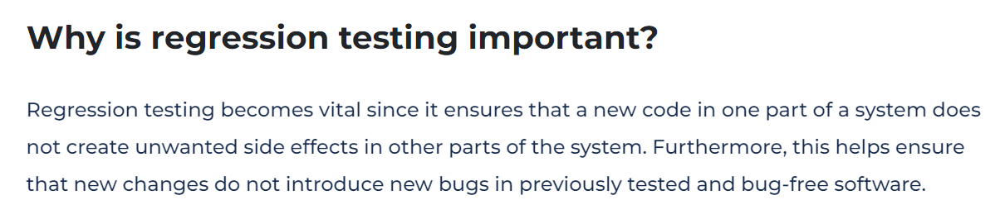 Why is regression testing important?
Regression testing becomes vital since it ensures that a new code in one part of a system does
not create unwanted side effects in other parts of the system. Furthermore, this helps ensure
that new changes do not introduce new bugs in previously tested and bug-free software.